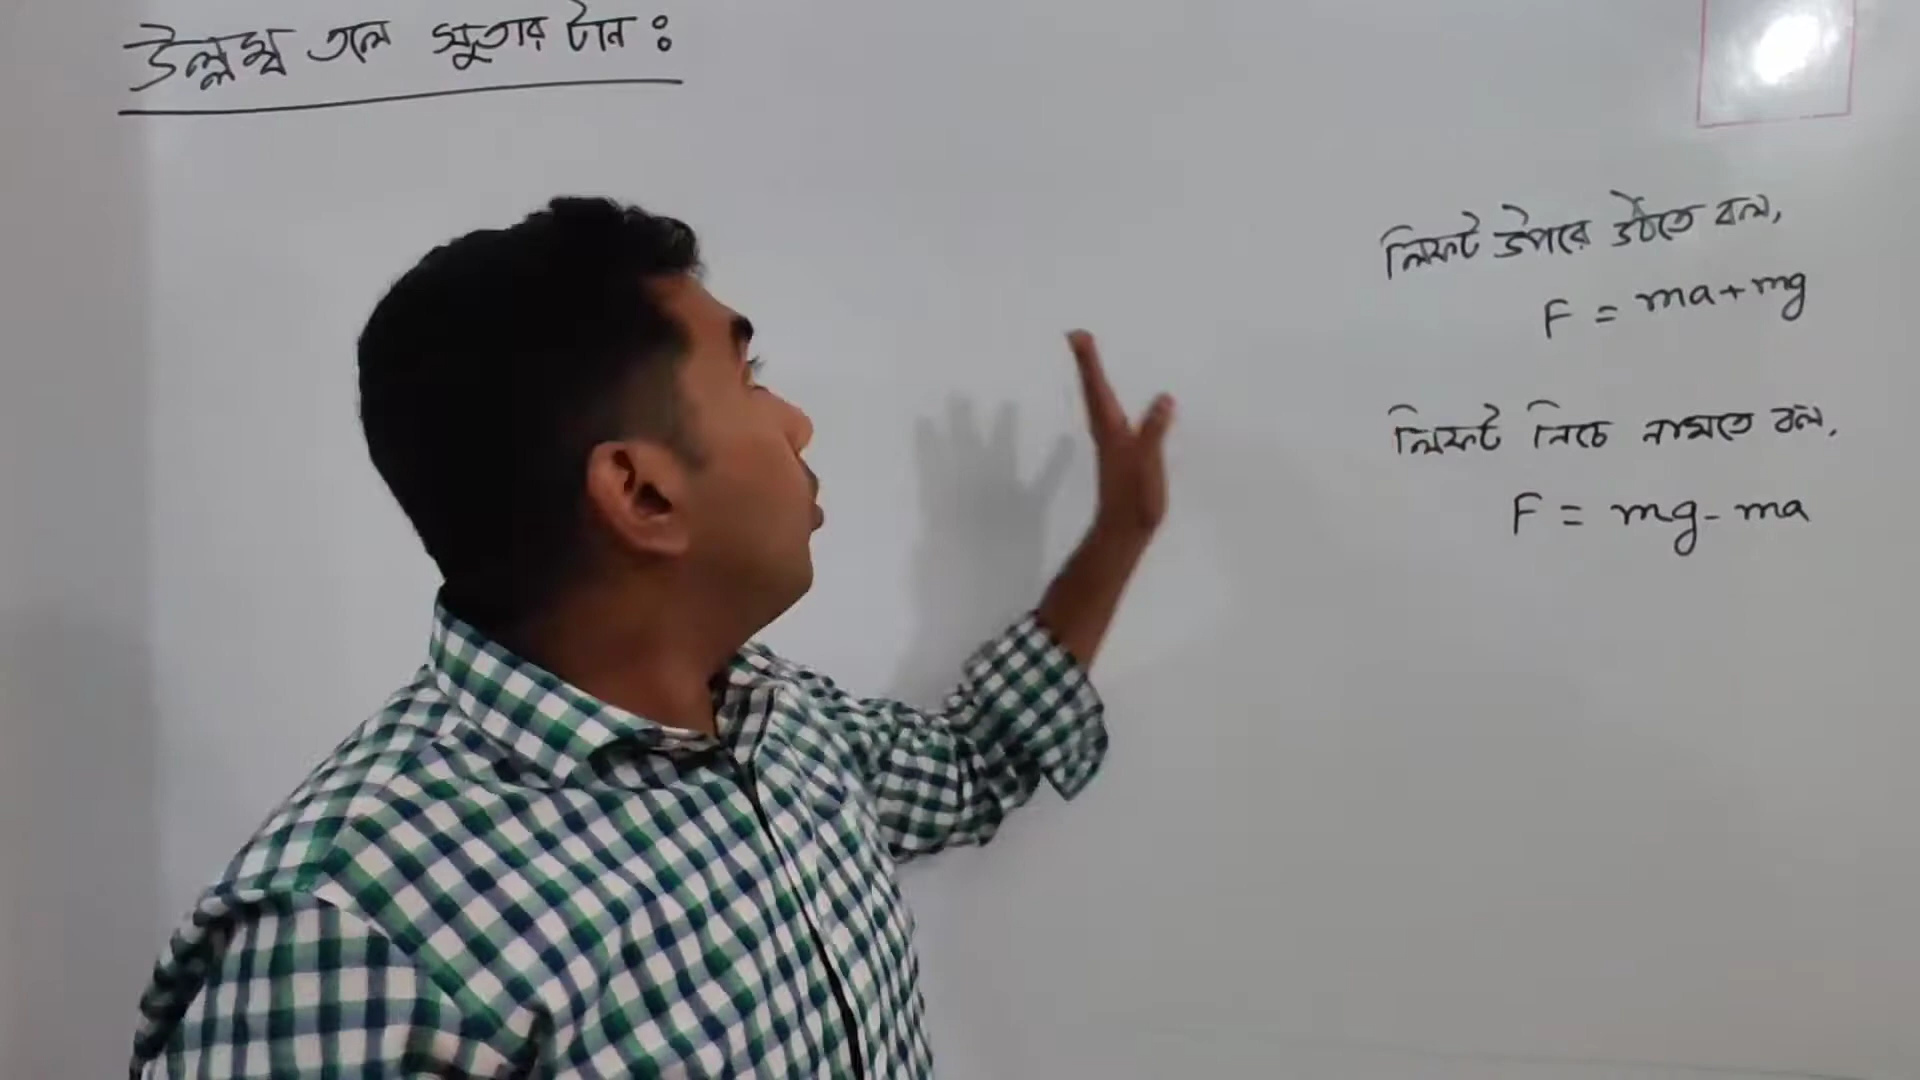 উল্লম্ব তলে সুতার টান :
লিফট উপরে উঠতে বল,
F = ma + mg
লিফট নিচে নামতে বল,
F = mg - ma